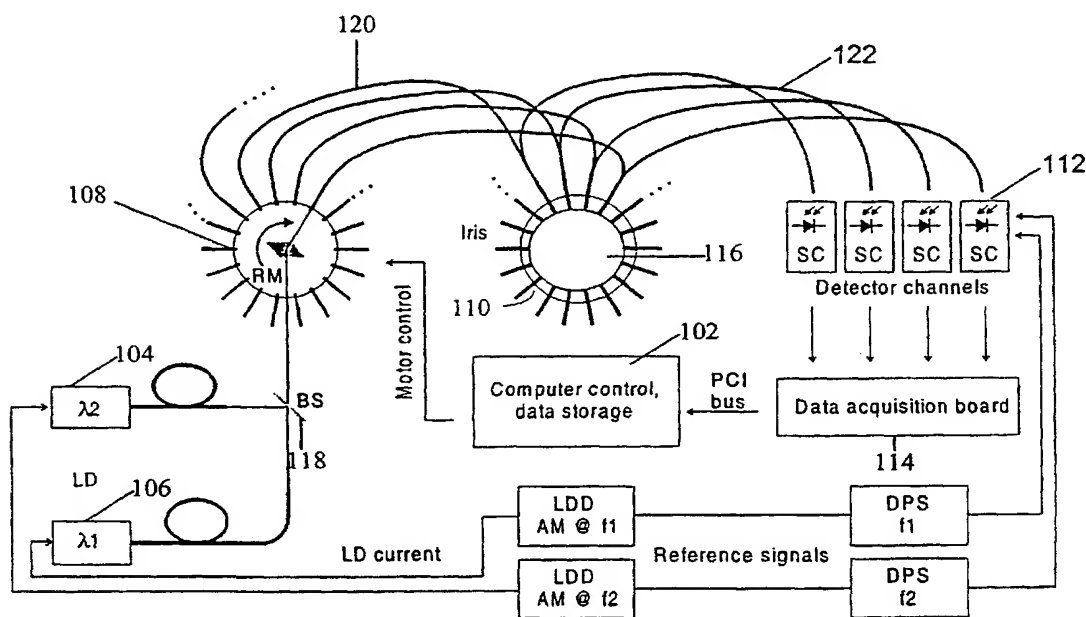 120
122
108
112
Iris
RM
116
SC
SC
SC
SC
110
Detector channels
Motor control
102
104
Computer control,
data storage
PCI
bus
Data acquisition board
λ2
BS
118
114
LD
106
λ1
LDD
AM @ f1
DPS
f1
LD current
Reference signals
LDD
AM @ f2
DPS
f2